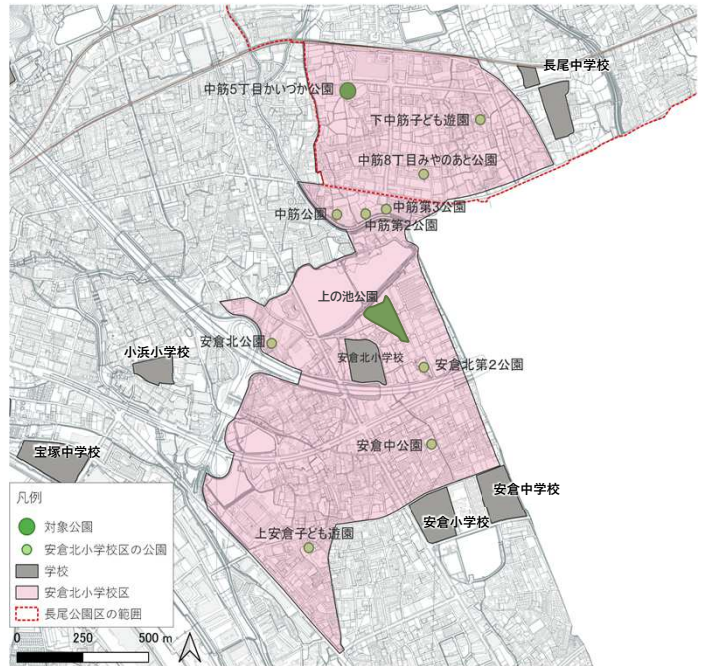 長尾中学校
中筋5丁目かいつか公園
下中筋子ども遊園
中筋8丁目みやのあと公園
中筋公園
中筋第3公園
中筋第2公園
上の池公園
安倉北公園
小浜小学校
安倉北小学校
安倉北第2公園
宝塚中学校
安倉中公園
安倉中学校
安倉小学校
上安倉子ども遊園
凡例
対象公園
安倉北小学校区の公園
学校
安倉北小学校区
長尾公園区の範囲
0 250 500 m